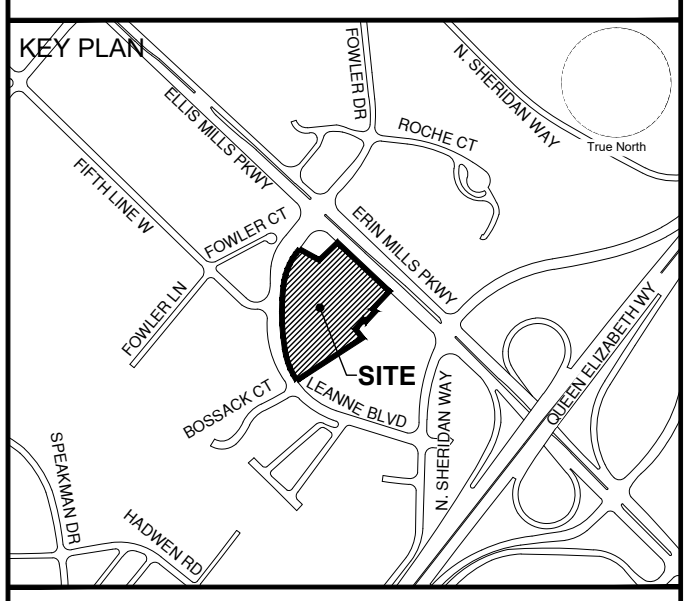 KEY PLAN
FOWLER DR
N. SHERIDAN WAY
True North
ELLIS MILLS PKWY
ROCHE CT
FIFTH LINE W
FOWLER CT
ERIN MILLS PKWY
FOWLER LN
QUEEN ELIZABETH WY
SITE
BOSSACK CT
LEANNE BLVD
N. SHERIDAN WAY
SPEAKMAN DR
HADWEN RD